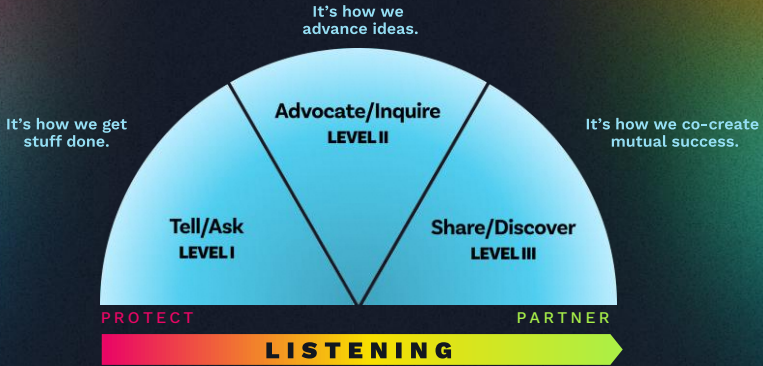 It's how we
advance ideas.
It's how we get
stuff done.
It's how we co-create
mutual success.
Advocate/Inquire
LEVEL II
Tell/Ask
LEVEL I
Share/Discover
LEVEL III
PROTECT
PARTNER
LISTENING